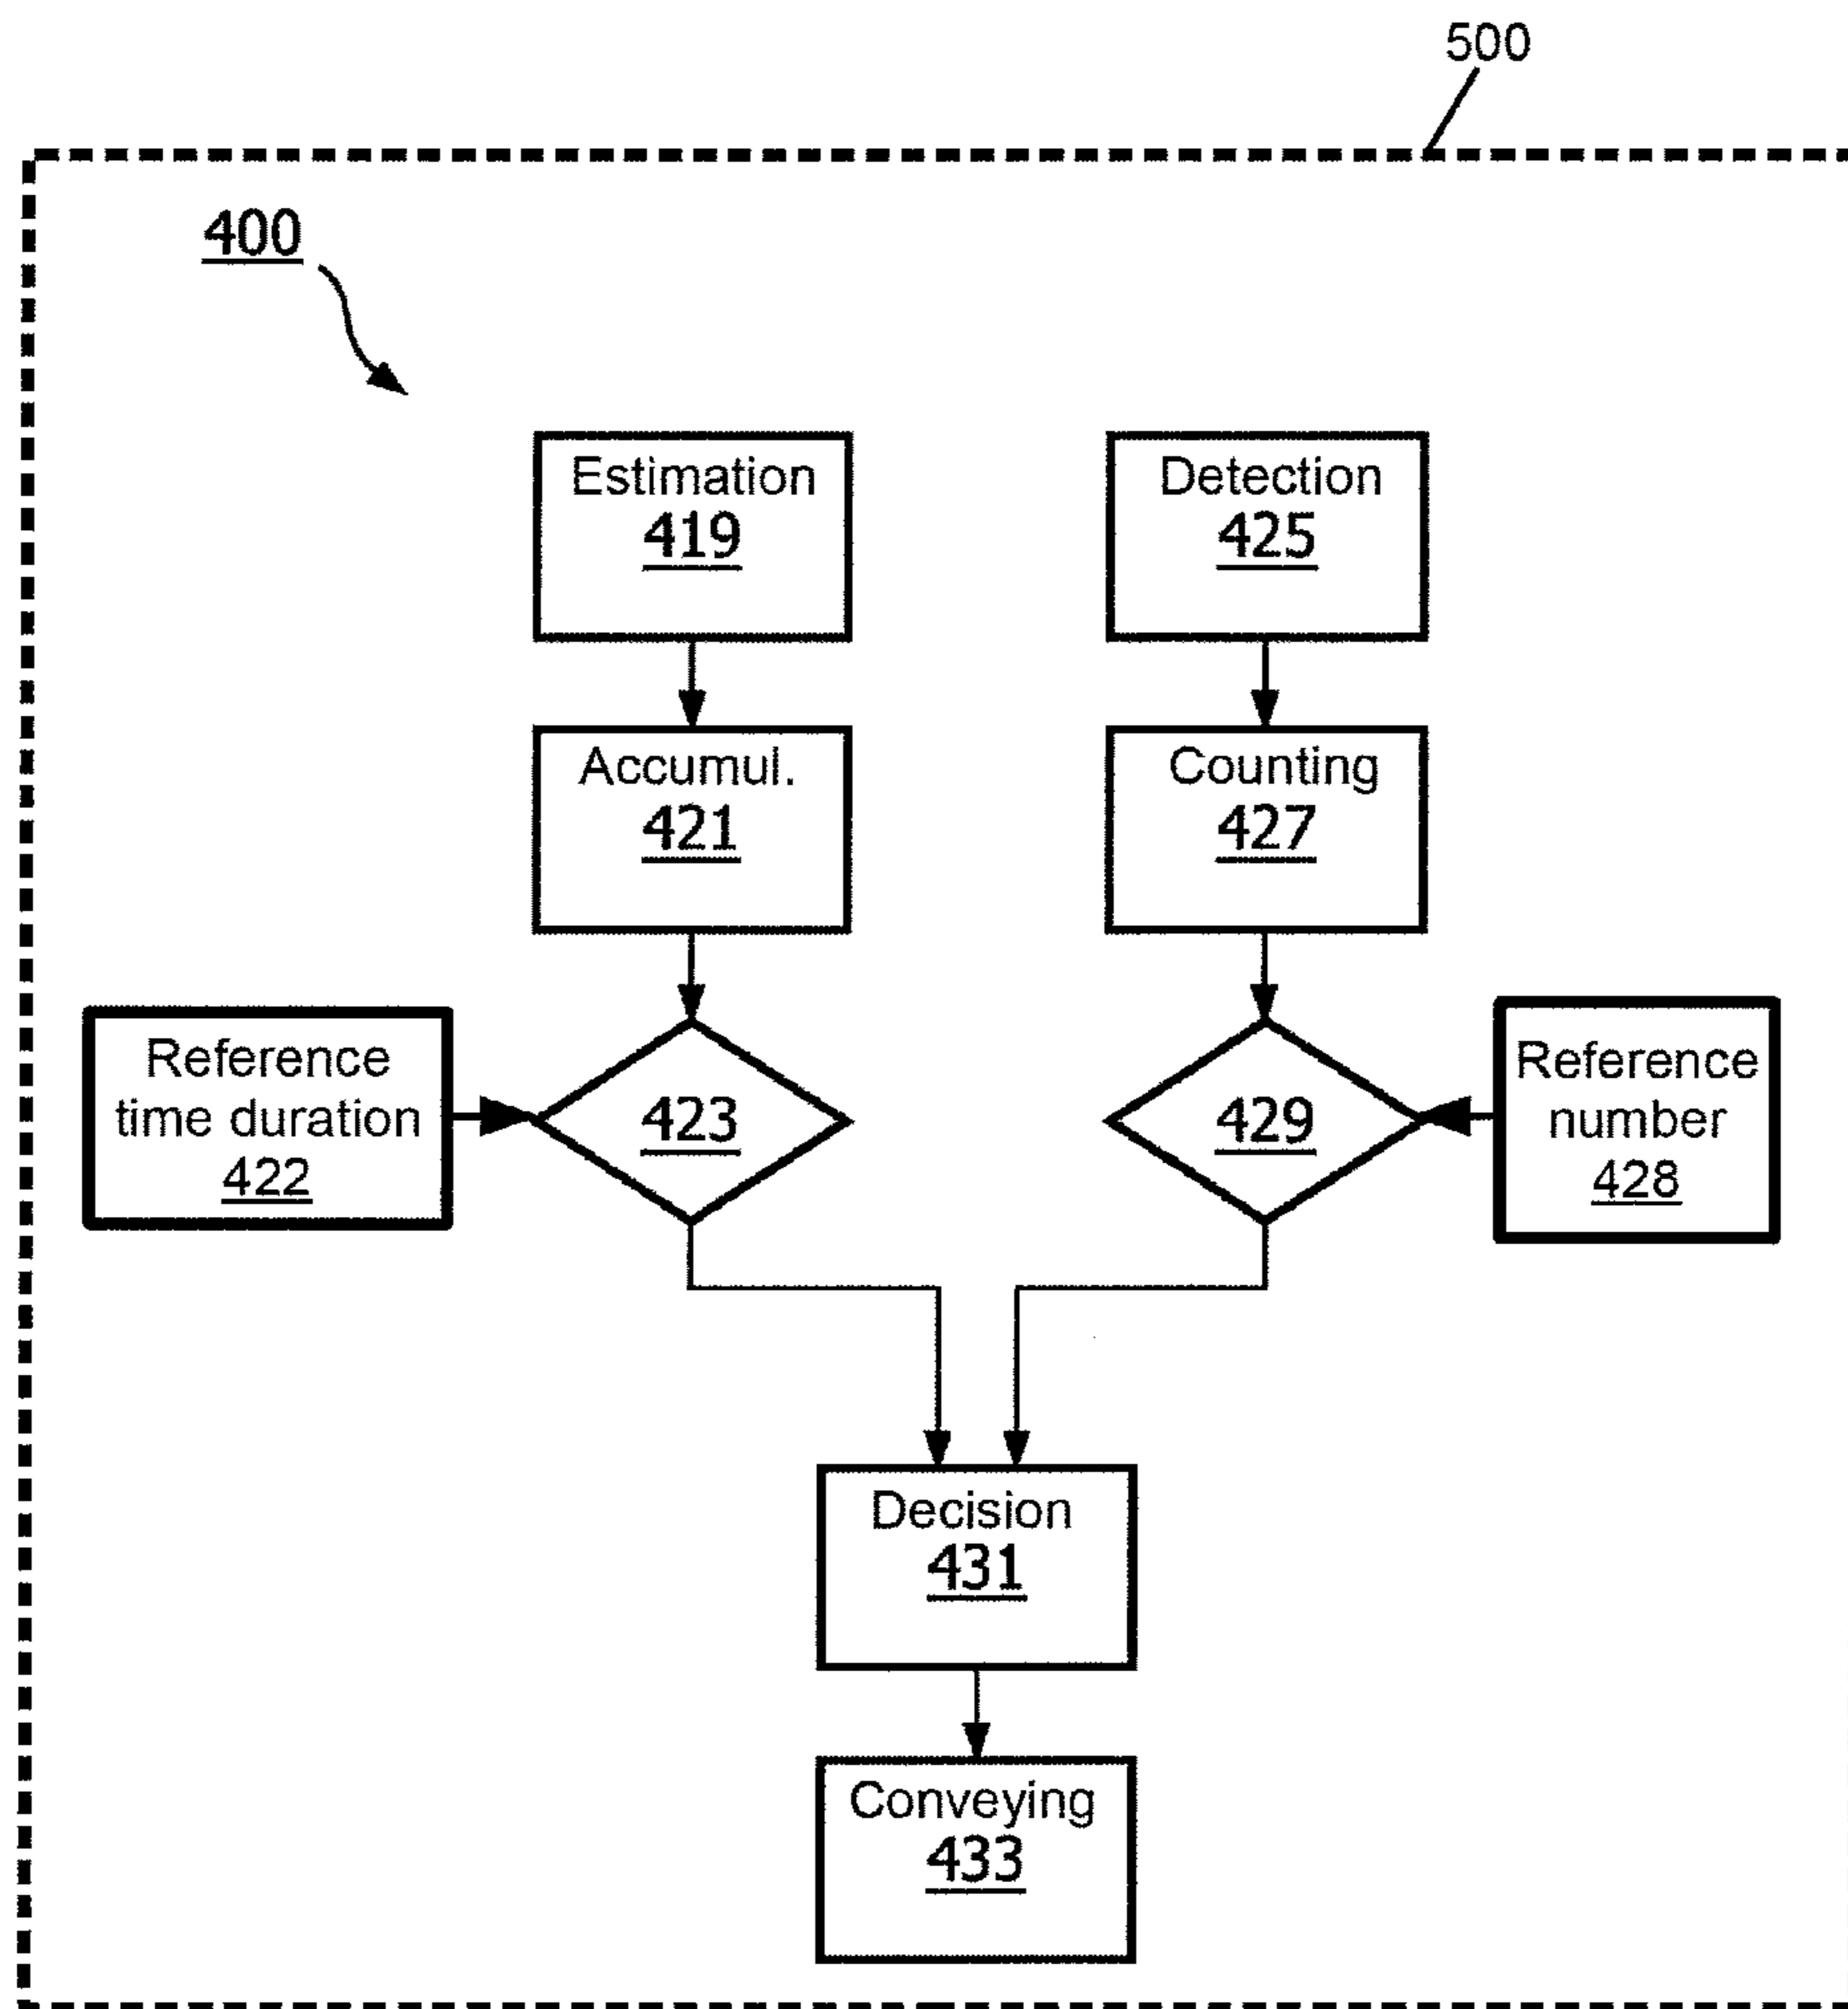 500
400
Estimation
419
Detection
425
Accumul.
421
Counting
427
Reference
time duration
422
423
429
Reference
number
428
Decision
431
Conveying
433